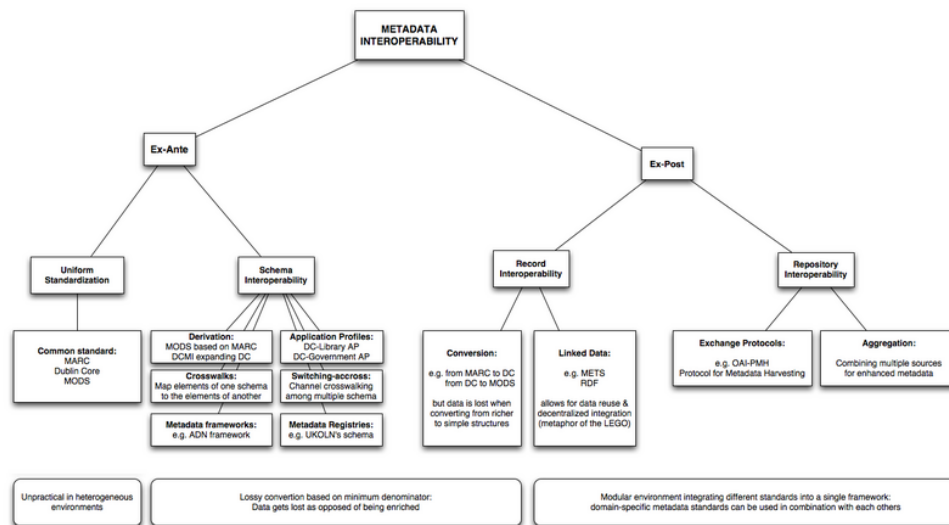 METADATA
INTEROPERABILITY
Ex-Ante
Ex-Post
Uniform
Standardization
Schema
Interoperability
Record
Interoperability
Repository
Interoperability
Common standard:
MARC
Dublin Core
MODS
Derivation:
MODS based on MARC
DCMI expanding DC
Application Profiles:
DC-Library AP
DC-Government AP
Crosswalks:
Map elements of one schema
to the elements of another
Switching-accross:
Channel crosswalking
among multiple schema
Metadata frameworks:
e.g. ADN framework
Metadata Registries:
e.g. UKOLN's schema
Conversion:
e.g. from MARC to DC
from DC to MODS
but data is lost when
converting from richer
to simple structures
Linked Data:
e.g. METS
RDF
allows for data reuse &
decentralized integration
(metaphor of the LEGO)
Exchange Protocols:
e.g. OAI-PMH
Protocol for Metadata Harvesting
Aggregation:
Combining multiple sources
for enhanced metadata
Unpractical in heterogeneous
environments
Lossy convertion based on minimum denominator:
Data gets lost as opposed of being enriched
Modular environment integrating different standards into a single framework:
domain-specific metadata standards can be used in combination with each others